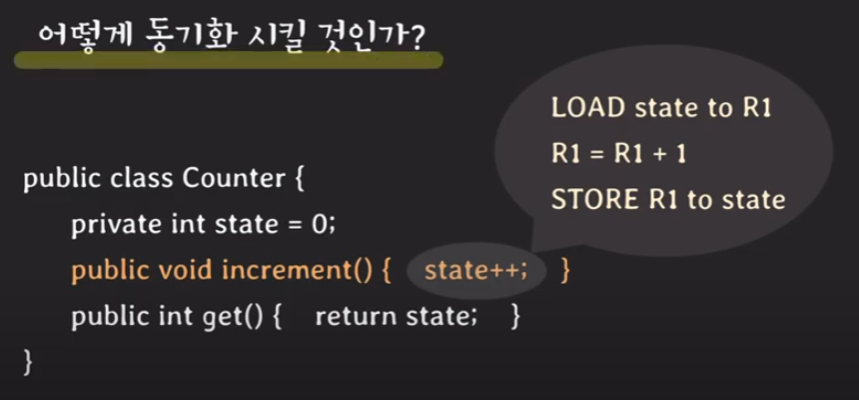 어떻게 동기화 시킬 것인가?
LOAD state to R1
R1 = R1 + 1
STORE R1 to state
public class Counter {
private int state = 0;
public void increment() { state++; }
public int get() { return state; }
}